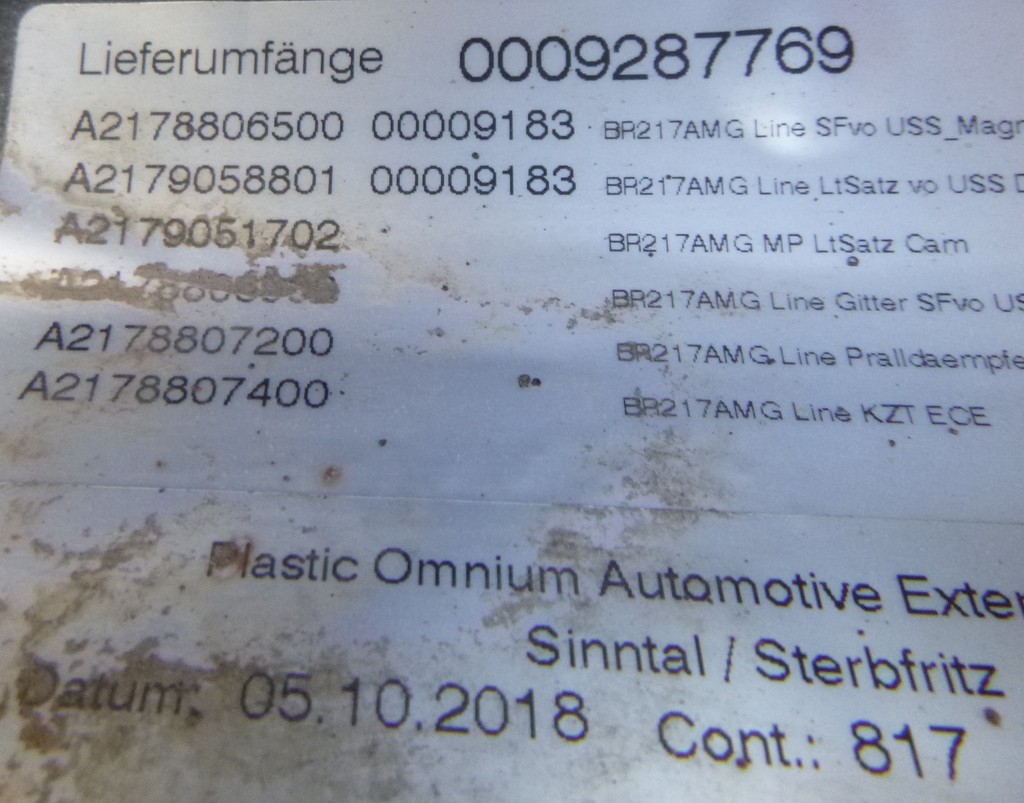 Lieferumfänge 0009287769
A2178806500 00009183 BR217AMG Line SFvo USS_Magn
A2179058801 00009183 BR217AMG Line LtSatz vo USS D
A2179051702 BR217AMG MP LtSatz Cam
BR217AMG Line Gitter SFvo US
A2178807200 BR217AMG Line Pralldaempfe
A2178807400 BR217AMG Line KZT ECE
Plastic Omnium Automotive Exter
Sinntal / Sterbfritz
Datum: 05.10.2018 Cont.: 817